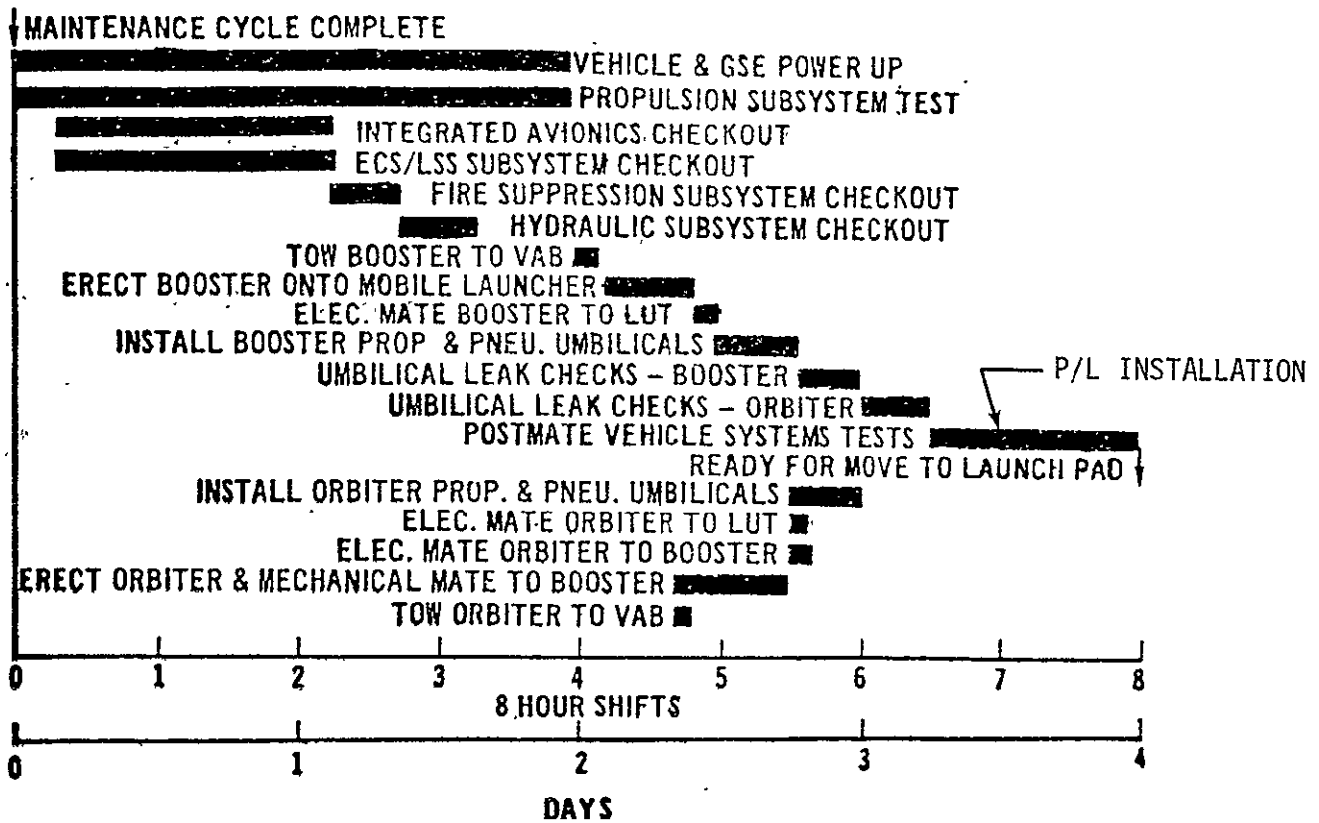 MAINTENANCE CYCLE COMPLETE
VEHICLE & GSE POWER UP
PROPULSION SUBSYSTEM TEST
INTEGRATED AVIONICS CHECKOUT
ECS/LSS SUBSYSTEM CHECKOUT
FIRE SUPPRESSION SUBSYSTEM CHECKOUT
HYDRAULIC SUBSYSTEM CHECKOUT
TOW BOOSTER TO VAB
ERECT BOOSTER ONTO MOBILE LAUNCHER
ELEC. MATE BOOSTER TO LUT
INSTALL BOOSTER PROP & PNEU. UMBILICALS
UMBILICAL LEAK CHECKS - BOOSTER
P/L INSTALLATION
UMBILICAL LEAK CHECKS - ORBITER
POSTMATE VEHICLE SYSTEMS TESTS
READY FOR MOVE TO LAUNCH PAD
INSTALL ORBITER PROP. & PNEU. UMBILICALS
ELEC. MATE ORBITER TO LUT
ELEC. MATE ORBITER TO BOOSTER
ERECT ORBITER & MECHANICAL MATE TO BOOSTER
TOW ORBITER TO VAB
0 1 2 3 4 5 6 7 8
8 HOUR SHIFTS
0 1 2 3 4
DAYS